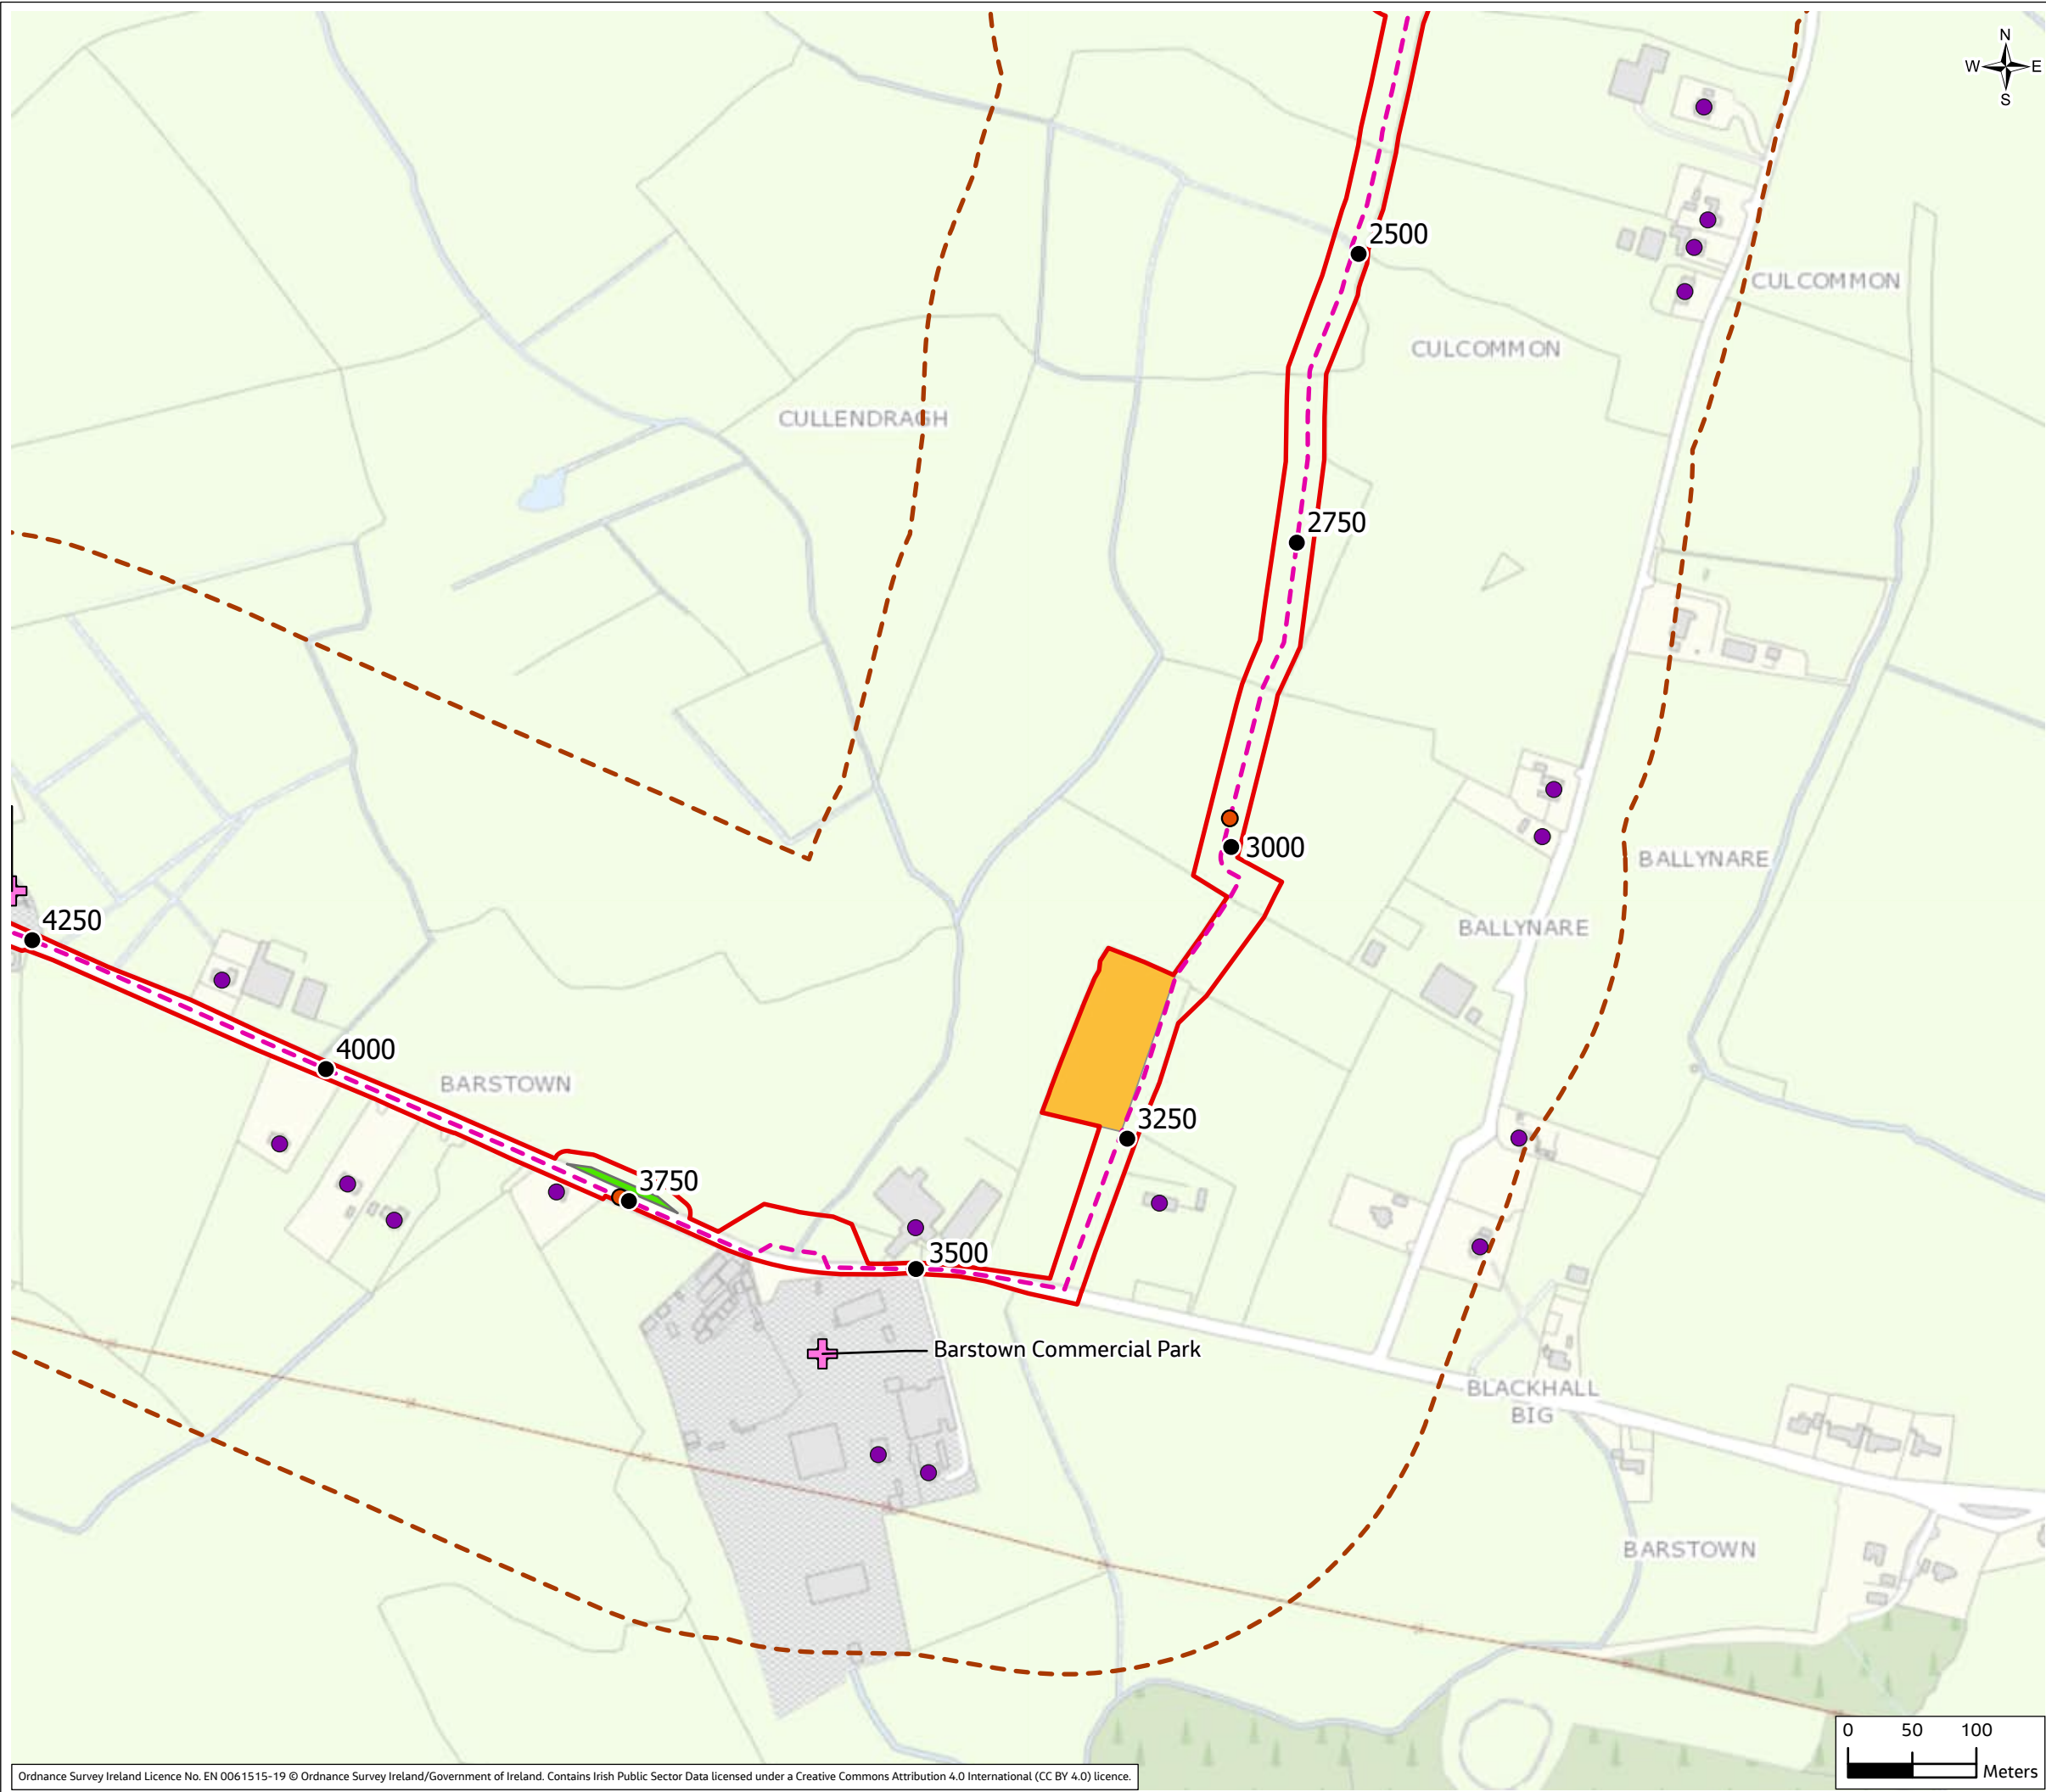 N
W E
S
2500
CULCOMMON
CULCOMMON
CULLENDRAGH
2750
3000
BALLYNARE
4250
BALLYNARE
4000
BARSTOWN
3250
3750
3500
Barstown Commercial Park
BLACKHALL
BIG
BARSTOWN
0 50 100
Meters
Ordnance Survey Ireland Licence No. EN 0061515-19 © Ordnance Survey Ireland/Government of Ireland. Contains Irish Public Sector Data licensed under a Creative Commons Attribution 4.0 International (CC BY 4.0) licence.